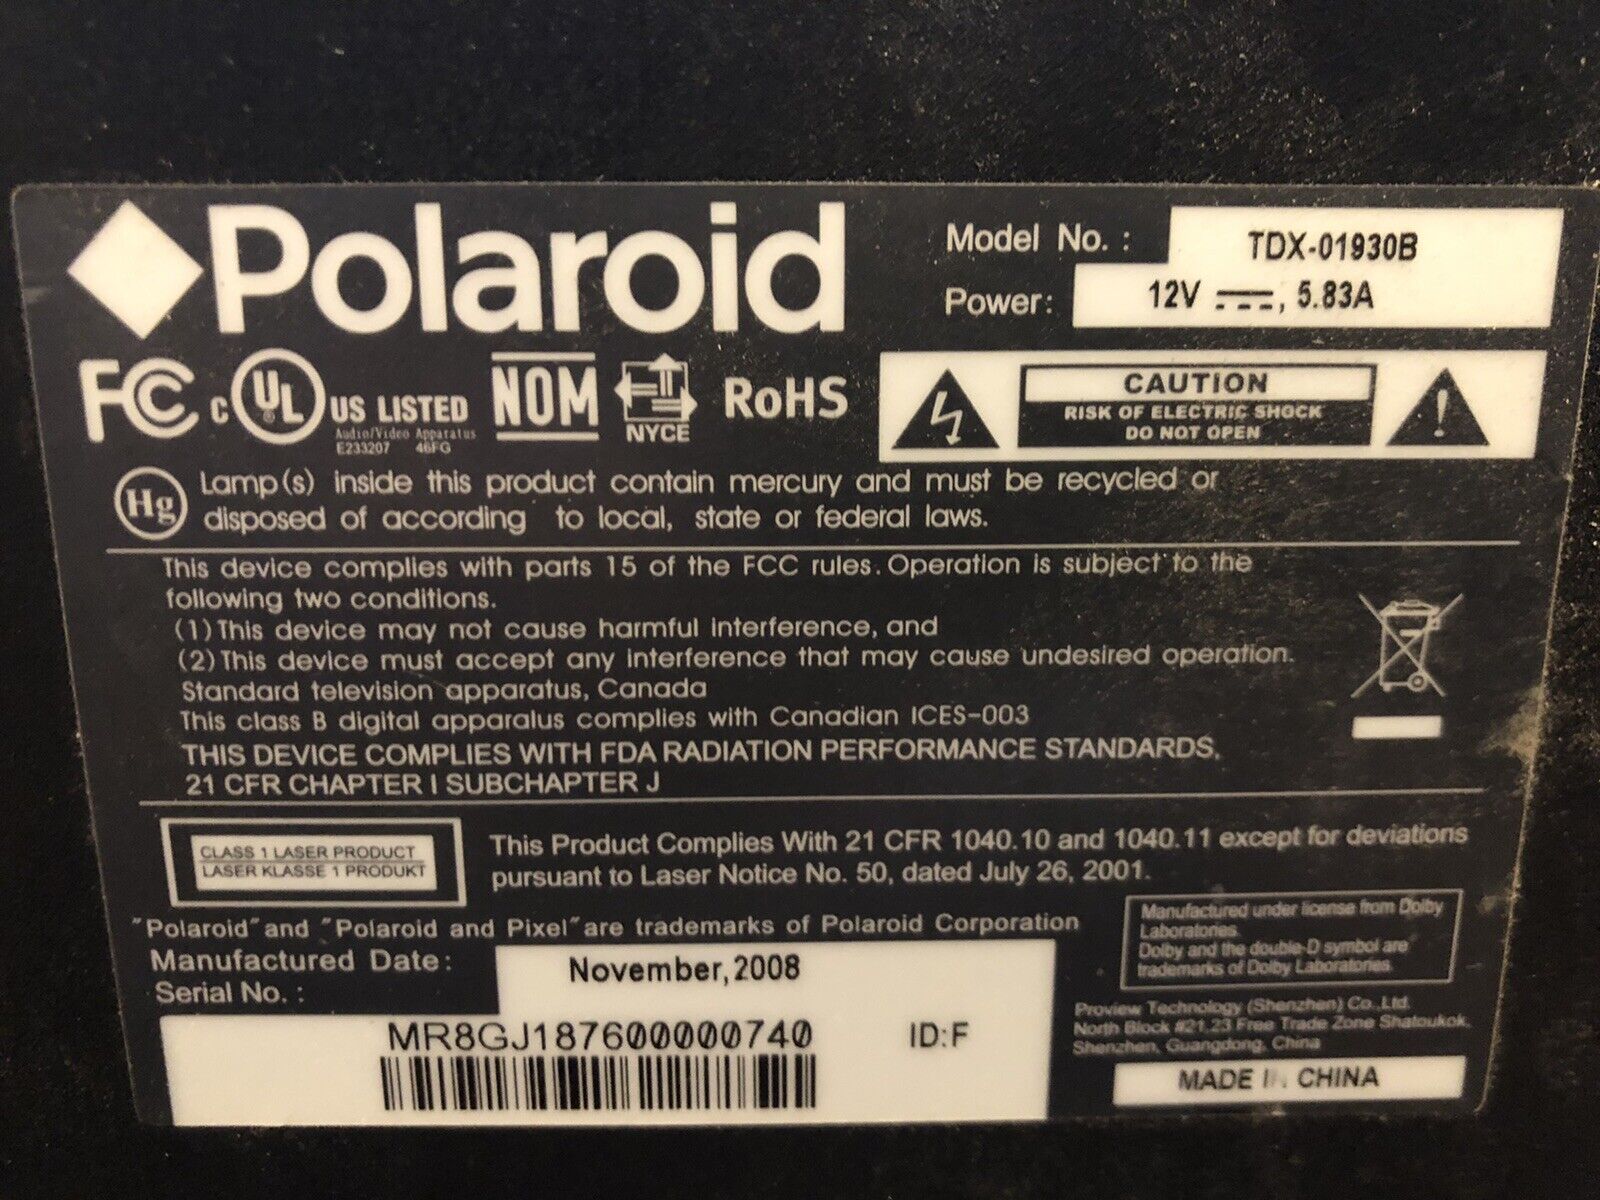 Polaroid
Model No. : TDX-01930B
Power: 12V , 5.83A
FC c UL ® US LISTED
Audio/Video Apparatus
E233207 46FG
NOM
NYCE
RoHS
CAUTION
RISK OF ELECTRIC SHOCK
DO NOT OPEN
!
Hg
Lamp(s) inside this product contain mercury and must be recycled or
disposed of according to local, state or federal laws.
This device complies with parts 15 of the FCC rules. Operation is subject to the
following two conditions.
(1) This device may not cause harmful interference, and
(2) This device must accept any interference that may cause undesired operation.
Standard television apparatus, Canada
This class B digital apparalus complies with Canadian ICES-003
THIS DEVICE COMPLIES WITH FDA RADIATION PERFORMANCE STANDARDS,
21 CFR CHAPTER I SUBCHAPTER J
CLASS 1 LASER PRODUCT
LASER KLASSE 1 PRODUKT
This Product Complies With 21 CFR 1040.10 and 1040.11 except for deviations
pursuant to Laser Notice No. 50, dated July 26, 2001.
"Polaroid" and "Polaroid and Pixel" are trademarks of Polaroid Corporation
Manufactured under license from Dolby
Laboratories.
Dolby and the double-D symbol are
trademarks of Dolby Laboratories.
Manufactured Date: November,2008
Serial No. :
MR8GJ187600000740 ID:F
Proview Technology (Shenzhen) Co.,Ltd.
North Block #21,23 Free Trade Zone Shatoukok,
Shenzhen, Guangdong, China
MADE IN CHINA